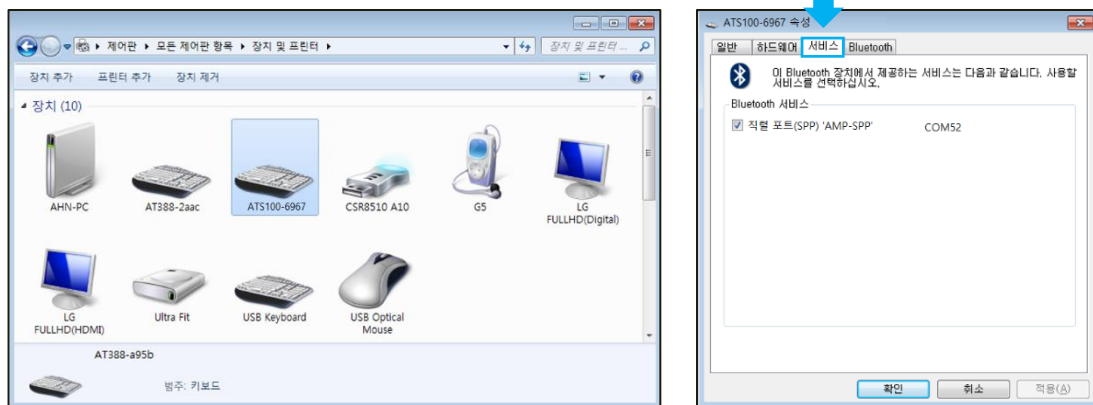 제어판 ▸ 모든 제어판 항목 ▸ 장치 및 프린터 ▸
장치 및 프린터 ...
장치 추가 프린터 추가 장치 제거
장치 (10)
AHN-PC
AT388-2aac
ATS100-6967
CSR8510 A10
G5
LG
FULLHD(Digital)
LG
FULLHD(HDMI)
Ultra Fit
USB Keyboard
USB Optical
Mouse
AT388-a95b
범주: 키보드
ATS100-6967 속성
일반 하드웨어 서비스 Bluetooth
이 Bluetooth 장치에서 제공하는 서비스는 다음과 같습니다. 사용할
서비스를 선택하십시오.
Bluetooth 서비스
직렬 포트(SPP) 'AMP-SPP' COM52
확인 취소 적용(A)